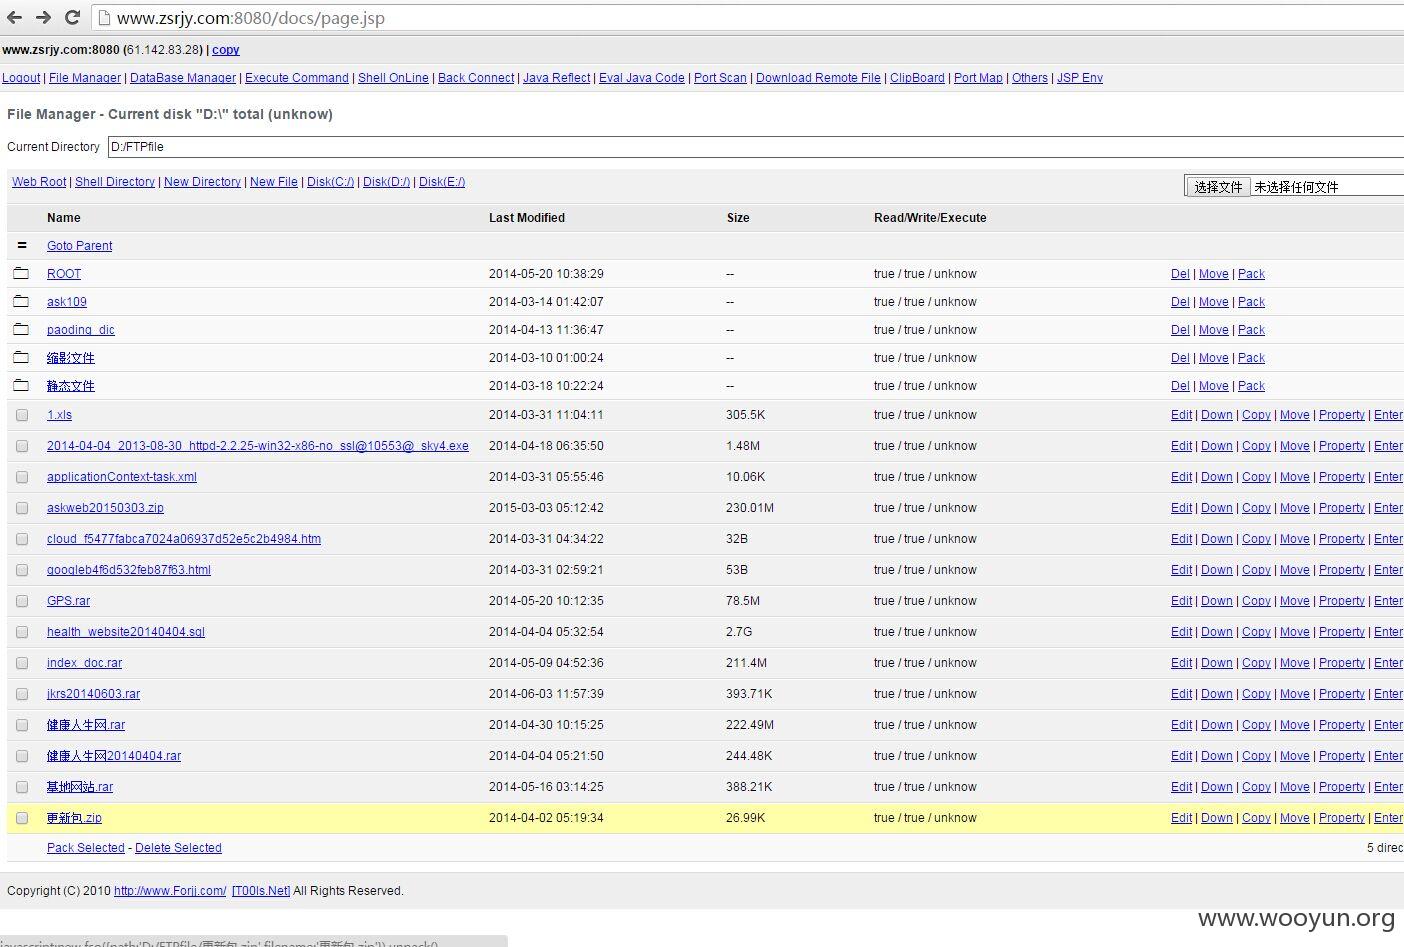 www.zsrjy.com:8080/docs/page.jsp
www.zsrjy.com:8080 (61.142.83.28) | copy
Logout | File Manager | DataBase Manager | Execute Command | Shell OnLine | Back Connect | Java Reflect | Eval Java Code | Port Scan | Download Remote File | ClipBoard | Port Map | Others | JSP Env
File Manager - Current disk "D:\" total (unknow)
Current Directory D:/FTPfile
Web Root | Shell Directory | New Directory | New File | Disk(C:/) | Disk(D:/) | Disk(E:/) 选择文件 未选择任何文件
Name Last Modified Size Read/Write/Execute
= Goto Parent
ROOT 2014-05-20 10:38:29 -- true / true / unknow Del | Move | Pack
ask109 2014-03-14 01:42:07 -- true / true / unknow Del | Move | Pack
paoding_dic 2014-04-13 11:36:47 -- true / true / unknow Del | Move | Pack
缩影文件 2014-03-10 01:00:24 -- true / true / unknow Del | Move | Pack
静态文件 2014-03-18 10:22:24 -- true / true / unknow Del | Move | Pack
1.xls 2014-03-31 11:04:11 305.5K true / true / unknow Edit | Down | Copy | Move | Property | Enter
2014-04-04_2013-08-30_httpd-2.2.25-win32-x86-no_ssl@10553@_sky4.exe 2014-04-18 06:35:50 1.48M true / true / unknow Edit | Down | Copy | Move | Property | Enter
applicationContext-task.xml 2014-03-31 05:55:46 10.06K true / true / unknow Edit | Down | Copy | Move | Property | Enter
askweb20150303.zip 2015-03-03 05:12:42 230.01M true / true / unknow Edit | Down | Copy | Move | Property | Enter
cloud_f5477fabca7024a06937d52e5c2b4984.htm 2014-03-31 04:34:22 32B true / true / unknow Edit | Down | Copy | Move | Property | Enter
googleb4f6d532feb87f63.html 2014-03-31 02:59:21 53B true / true / unknow Edit | Down | Copy | Move | Property | Enter
GPS.rar 2014-05-20 10:12:35 78.5M true / true / unknow Edit | Down | Copy | Move | Property | Enter
health_website20140404.sql 2014-04-04 05:32:54 2.7G true / true / unknow Edit | Down | Copy | Move | Property | Enter
index_doc.rar 2014-05-09 04:52:36 211.4M true / true / unknow Edit | Down | Copy | Move | Property | Enter
jkrs20140603.rar 2014-06-03 11:57:39 393.71K true / true / unknow Edit | Down | Copy | Move | Property | Enter
健康人生网.rar 2014-04-30 10:15:25 222.49M true / true / unknow Edit | Down | Copy | Move | Property | Enter
健康人生网20140404.rar 2014-04-04 05:21:50 244.48K true / true / unknow Edit | Down | Copy | Move | Property | Enter
基地网站.rar 2014-05-16 03:14:25 388.21K true / true / unknow Edit | Down | Copy | Move | Property | Enter
更新包.zip 2014-04-02 05:19:34 26.99K true / true / unknow Edit | Down | Copy | Move | Property | Enter
Pack Selected - Delete Selected 5 direc
Copyright (C) 2010 http://www.Forjj.com/ [T00ls.Net] All Rights Reserved.
www.wooyun.org